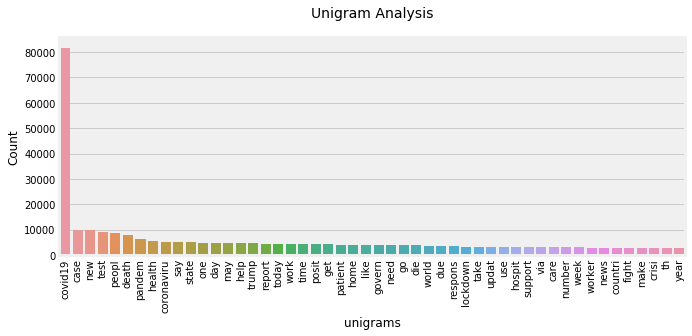 Unigram Analysis
Count
80000
70000
60000
50000
40000
30000
20000
10000
0
covid19
case
new
test
peopl
death
pandem
health
coronaviru
say
state
one
day
may
help
trump
report
today
work
time
posit
get
patient
home
like
govern
need
go
die
world
due
respons
lockdown
take
updat
use
hospit
support
via
care
number
week
worker
news
countri
fight
make
crisi
th
year
unigrams